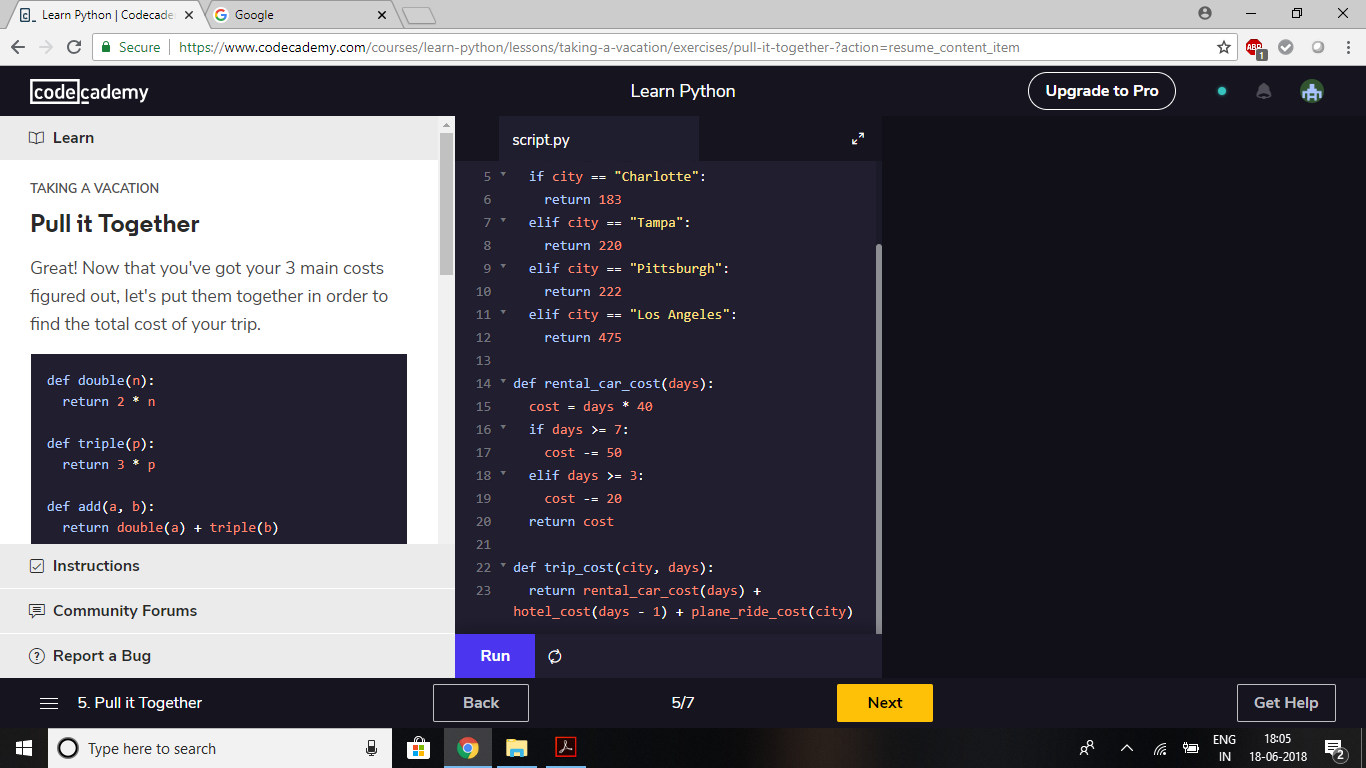 Learn Python | Codecade
Google
Secure
https://www.codecademy.com/courses/learn-python/lessons/taking-a-vacation/exercises/pull-it-together-?action=resume_content_item
ABP
1
codecademy
Learn Python
Upgrade to Pro
Learn
TAKING A VACATION
Pull it Together
Great! Now that you've got your 3 main costs
figured out, let's put them together in order to
find the total cost of your trip.
def double(n):
return 2 * n
def triple(p):
return 3 * p
def add(a, b):
return double(a) + triple(b)
Instructions
Community Forums
Report a Bug
script.py
5 if city == "Charlotte":
6 return 183
7 elif city == "Tampa":
8 return 220
9 elif city == "Pittsburgh":
10 return 222
11 elif city == "Los Angeles":
12 return 475
13
14 def rental_car_cost(days):
15 cost = days * 40
16 if days >= 7:
17 cost -= 50
18 elif days >= 3:
19 cost -= 20
20 return cost
21
22 def trip_cost(city, days):
23 return rental_car_cost(days) +
hotel_cost(days - 1) + plane_ride_cost(city)
Run
5. Pull it Together
Back
5/7
Next
Get Help
Type here to search
ENG
IN
18:05
18-06-2018
2